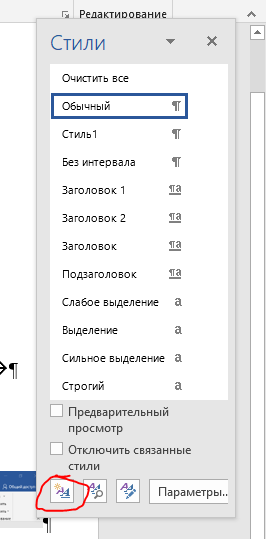 Редактирование
Стили
Очистить все
Обычный ¶
Стиль1 ¶
Без интервала ¶
Заголовок 1 ¶a
Заголовок 2 ¶a
Заголовок ¶a
Подзаголовок ¶a
Слабое выделение a
Выделение a
Сильное выделение a
Строгий a
¶
Предварительный
просмотр
Отключить связанные
стили
Параметры...
¶